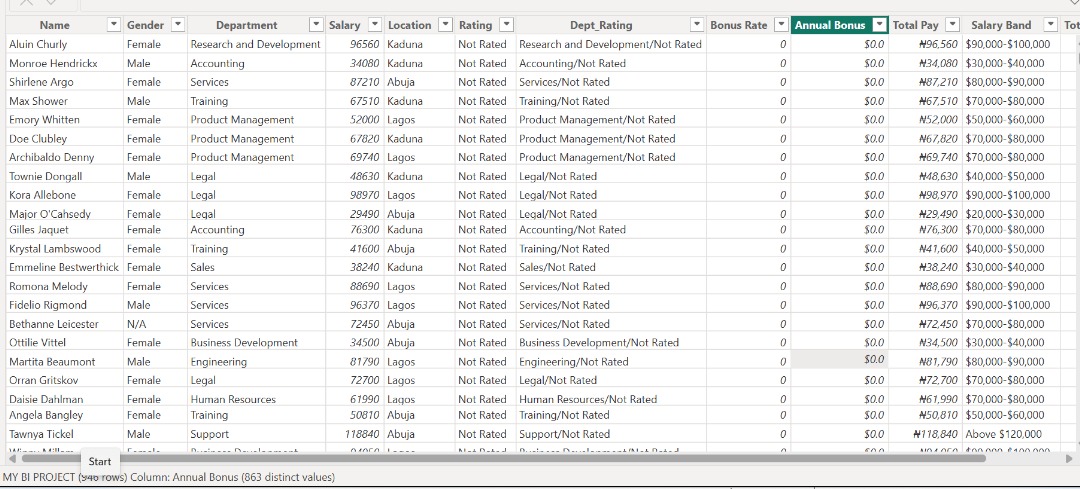 Name Gender Department Salary Location Rating Dept_Rating Bonus Rate Annual Bonus Total Pay Salary Band Tot
Aluin Churly Female Research and Development 96560 Kaduna Not Rated Research and Development/Not Rated 0 $0.0 ₦96,560 $90,000-$100,000
Monroe Hendrickx Male Accounting 34080 Kaduna Not Rated Accounting/Not Rated 0 $0.0 ₦34,080 $30,000-$40,000
Shirlene Argo Female Services 87210 Abuja Not Rated Services/Not Rated 0 $0.0 ₦87,210 $80,000-$90,000
Max Shower Male Training 67510 Kaduna Not Rated Training/Not Rated 0 $0.0 ₦67,510 $70,000-$80,000
Emory Whitten Female Product Management 52000 Lagos Not Rated Product Management/Not Rated 0 $0.0 ₦52,000 $50,000-$60,000
Doe Clubley Female Product Management 67820 Kaduna Not Rated Product Management/Not Rated 0 $0.0 ₦67,820 $70,000-$80,000
Archibaldo Denny Female Product Management 69740 Lagos Not Rated Product Management/Not Rated 0 $0.0 ₦69,740 $70,000-$80,000
Townie Dongall Male Legal 48630 Kaduna Not Rated Legal/Not Rated 0 $0.0 ₦48,630 $40,000-$50,000
Kora Allebone Female Legal 98970 Lagos Not Rated Legal/Not Rated 0 $0.0 ₦98,970 $90,000-$100,000
Major O'Cahsedy Female Legal 29490 Abuja Not Rated Legal/Not Rated 0 $0.0 ₦29,490 $20,000-$30,000
Gilles Jaquet Female Accounting 76300 Kaduna Not Rated Accounting/Not Rated 0 $0.0 ₦76,300 $70,000-$80,000
Krystal Lambswood Female Training 41600 Abuja Not Rated Training/Not Rated 0 $0.0 ₦41,600 $40,000-$50,000
Emmeline Bestwerthick Female Sales 38240 Kaduna Not Rated Sales/Not Rated 0 $0.0 ₦38,240 $30,000-$40,000
Romona Melody Female Services 88690 Lagos Not Rated Services/Not Rated 0 $0.0 ₦88,690 $80,000-$90,000
Fidelio Rigmond Male Services 96370 Lagos Not Rated Services/Not Rated 0 $0.0 ₦96,370 $90,000-$100,000
Bethanne Leicester N/A Services 72450 Abuja Not Rated Services/Not Rated 0 $0.0 ₦72,450 $70,000-$80,000
Ottilie Vittel Female Business Development 34500 Abuja Not Rated Business Development/Not Rated 0 $0.0 ₦34,500 $30,000-$40,000
Martita Beaumont Male Engineering 81790 Lagos Not Rated Engineering/Not Rated 0 $0.0 ₦81,790 $80,000-$90,000
Orran Gritskov Female Legal 72700 Lagos Not Rated Legal/Not Rated 0 $0.0 ₦72,700 $70,000-$80,000
Daisie Dahlman Female Human Resources 61990 Lagos Not Rated Human Resources/Not Rated 0 $0.0 ₦61,990 $70,000-$80,000
Angela Bangley Female Training 50810 Abuja Not Rated Training/Not Rated 0 $0.0 ₦50,810 $50,000-$60,000
Tawnya Tickel Male Support 118840 Abuja Not Rated Support/Not Rated 0 $0.0 ₦118,840 Above $120,000
Start
MY BI PROJECT (946 rows) Column: Annual Bonus (863 distinct values)